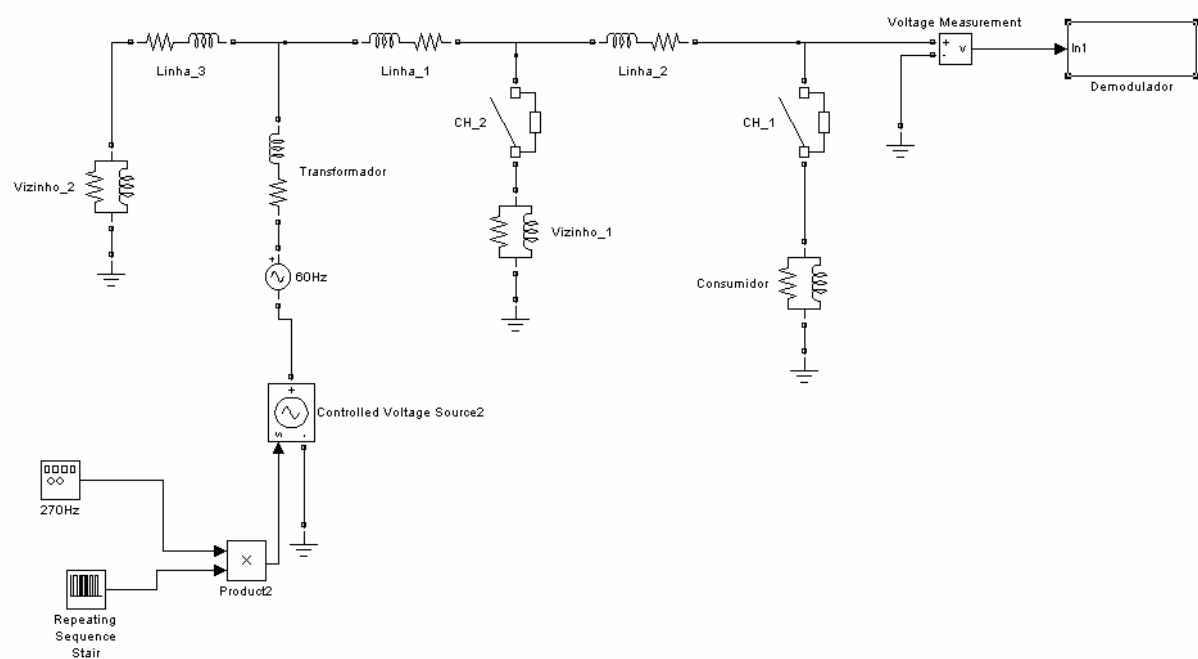 Voltage Measurement
+
-
v
In1
Demodulador
Linha_3
Linha_1
Linha_2
CH_2
CH_1
Vizinho_2
Transformador
Vizinho_1
+
60Hz
Consumidor
+
s
-
Controlled Voltage Source2
270Hz
×
Product2
Repeating
Sequence
Stair